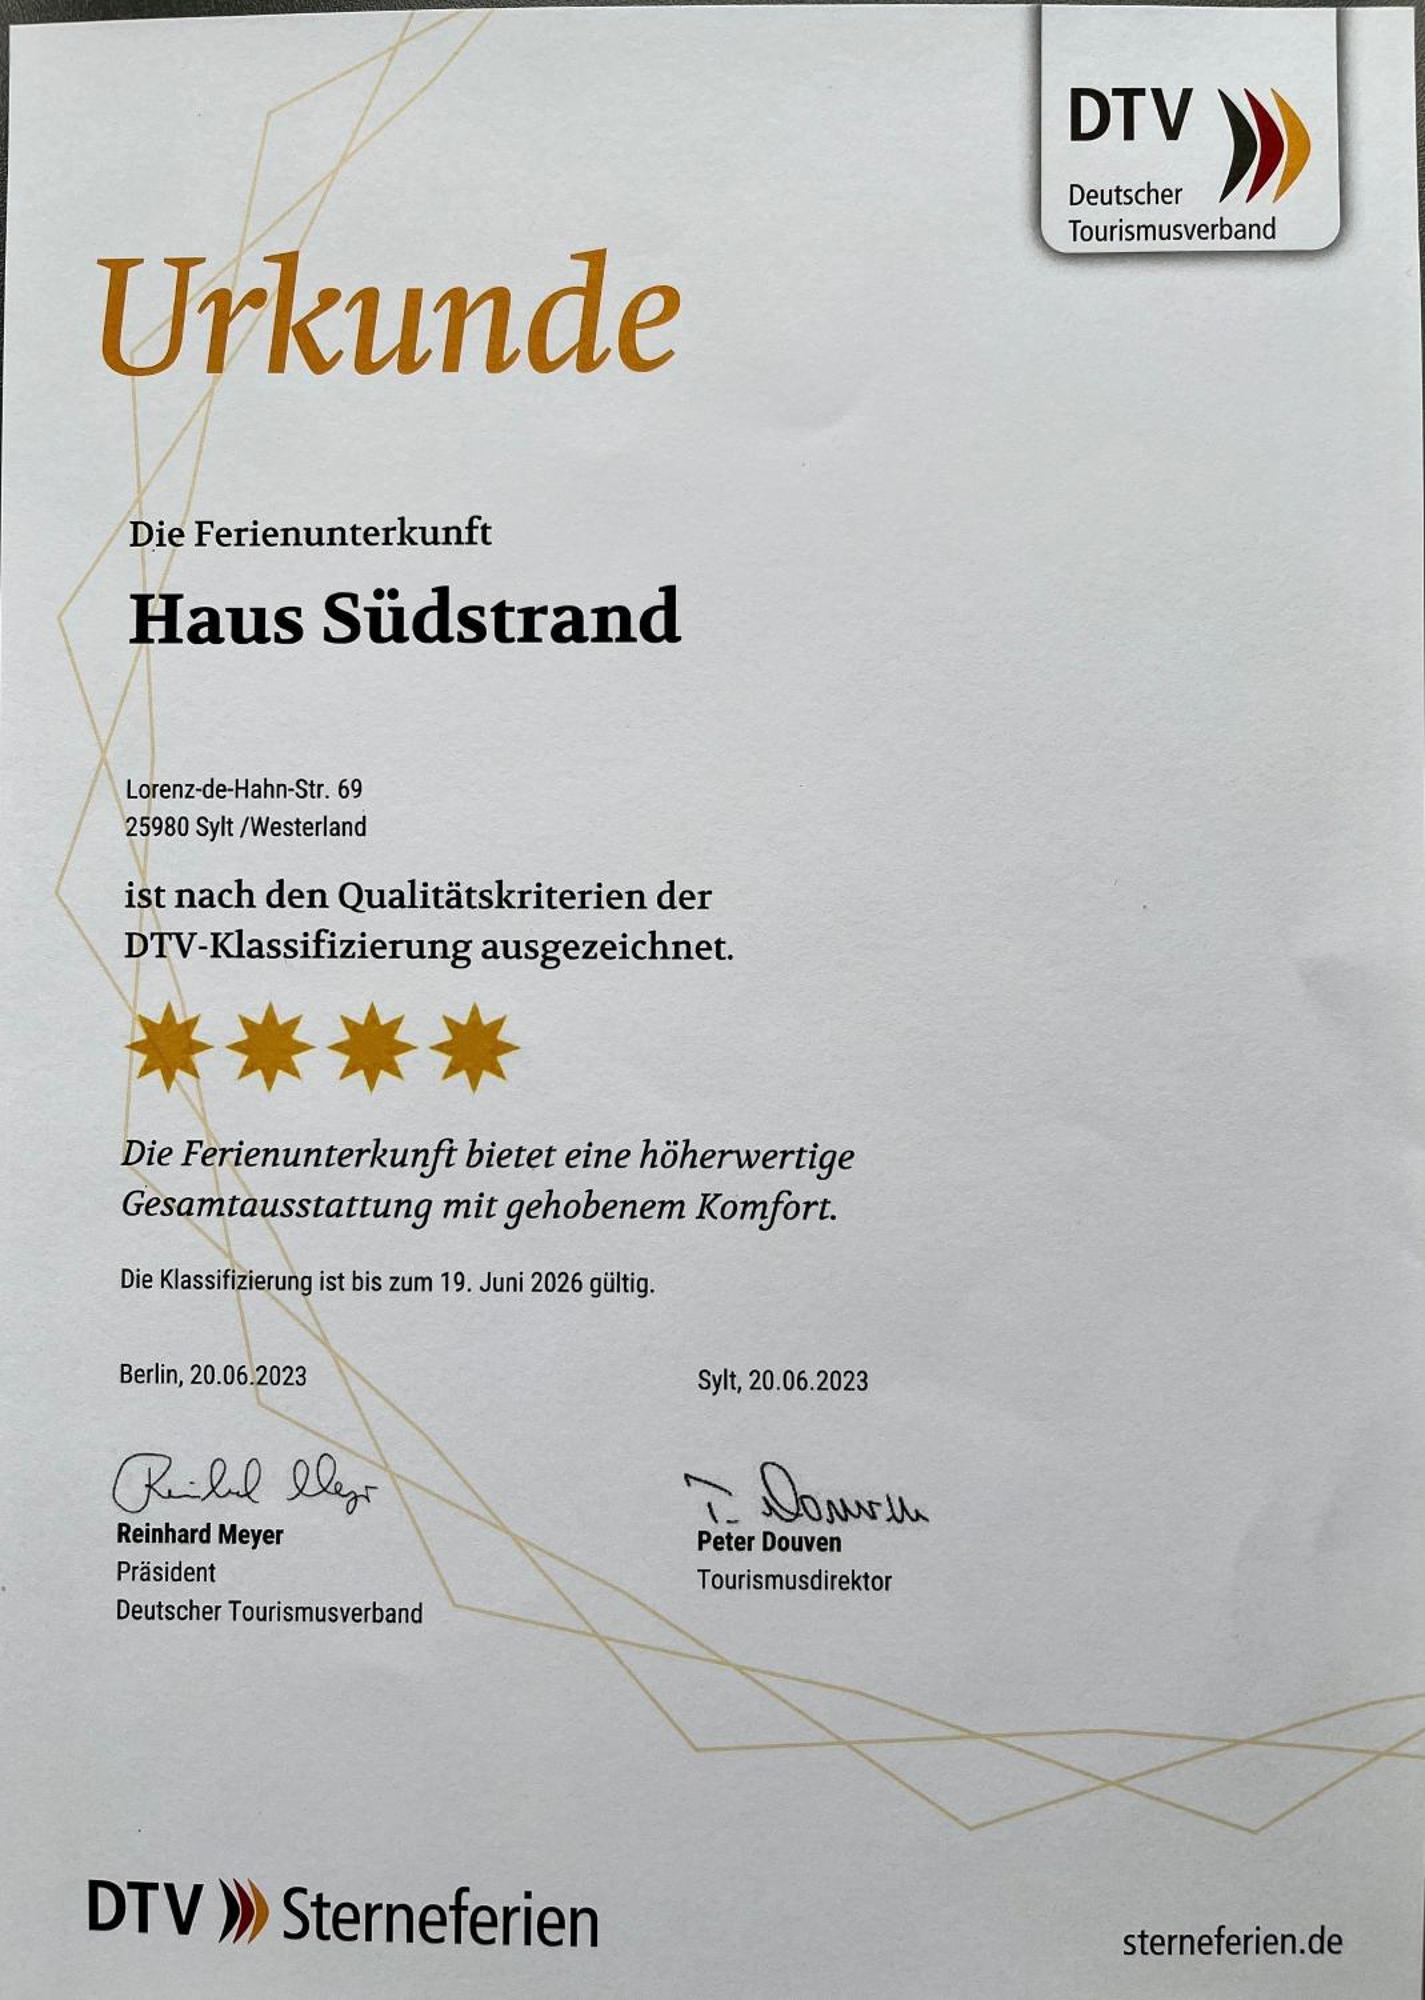 DTV
Deutscher
Tourismusverband
Urkunde
Die Ferienunterkunft
Haus Südstrand
Lorenz-de-Hahn-Str. 69
25980 Sylt /Westerland
ist nach den Qualitätskriterien der
DTV-Klassifizierung ausgezeichnet.
Die Ferienunterkunft bietet eine höherwertige
Gesamtausstattung mit gehobenem Komfort.
Die Klassifizierung ist bis zum 19. Juni 2026 gültig.
Berlin, 20.06.2023
Sylt, 20.06.2023
Reinhard Meyer
Reinhard Meyer
Präsident
Deutscher Tourismusverband
Peter Douven
Tourismusdirektor
DTV Sterneferien
sterneferien.de